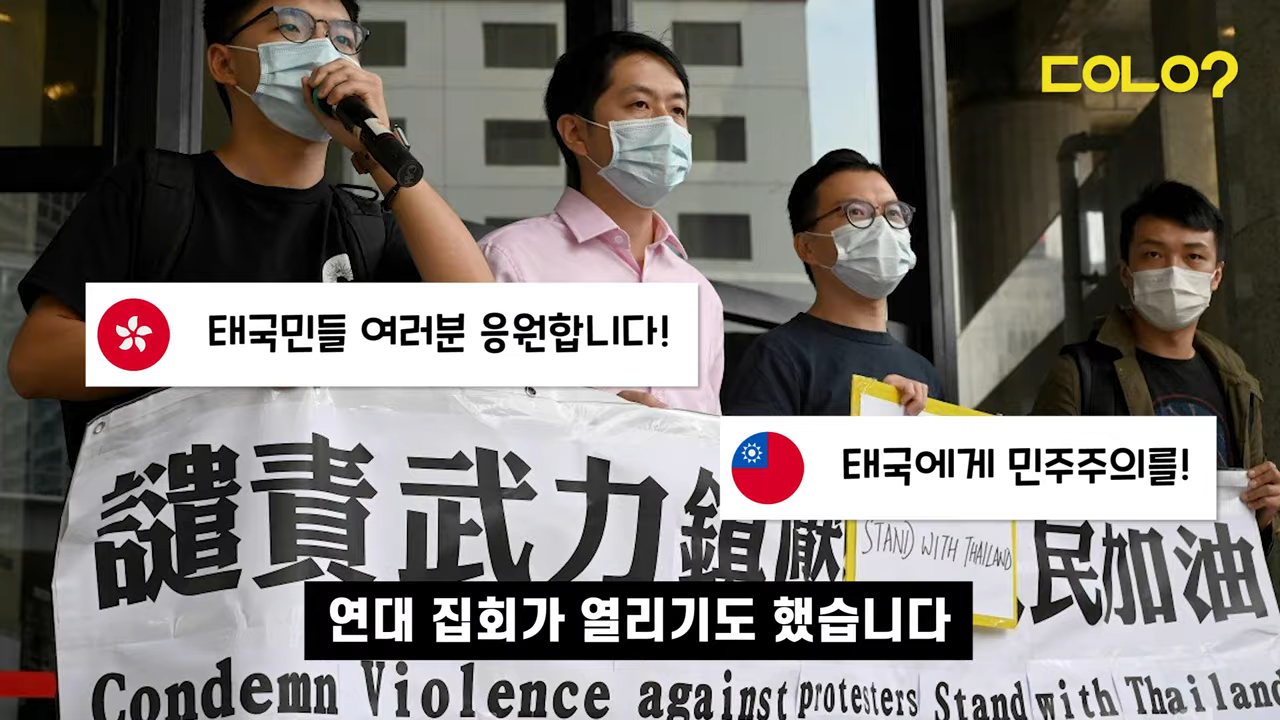 COLO?
태국민들 여러분 응원합니다!
태국에게 민주주의를!
譴責武力鎮壓 民加油
STAND WITH THAILAND
연대 집회가 열리기도 했습니다
Condemn Violence against protesters Stand with Thailand